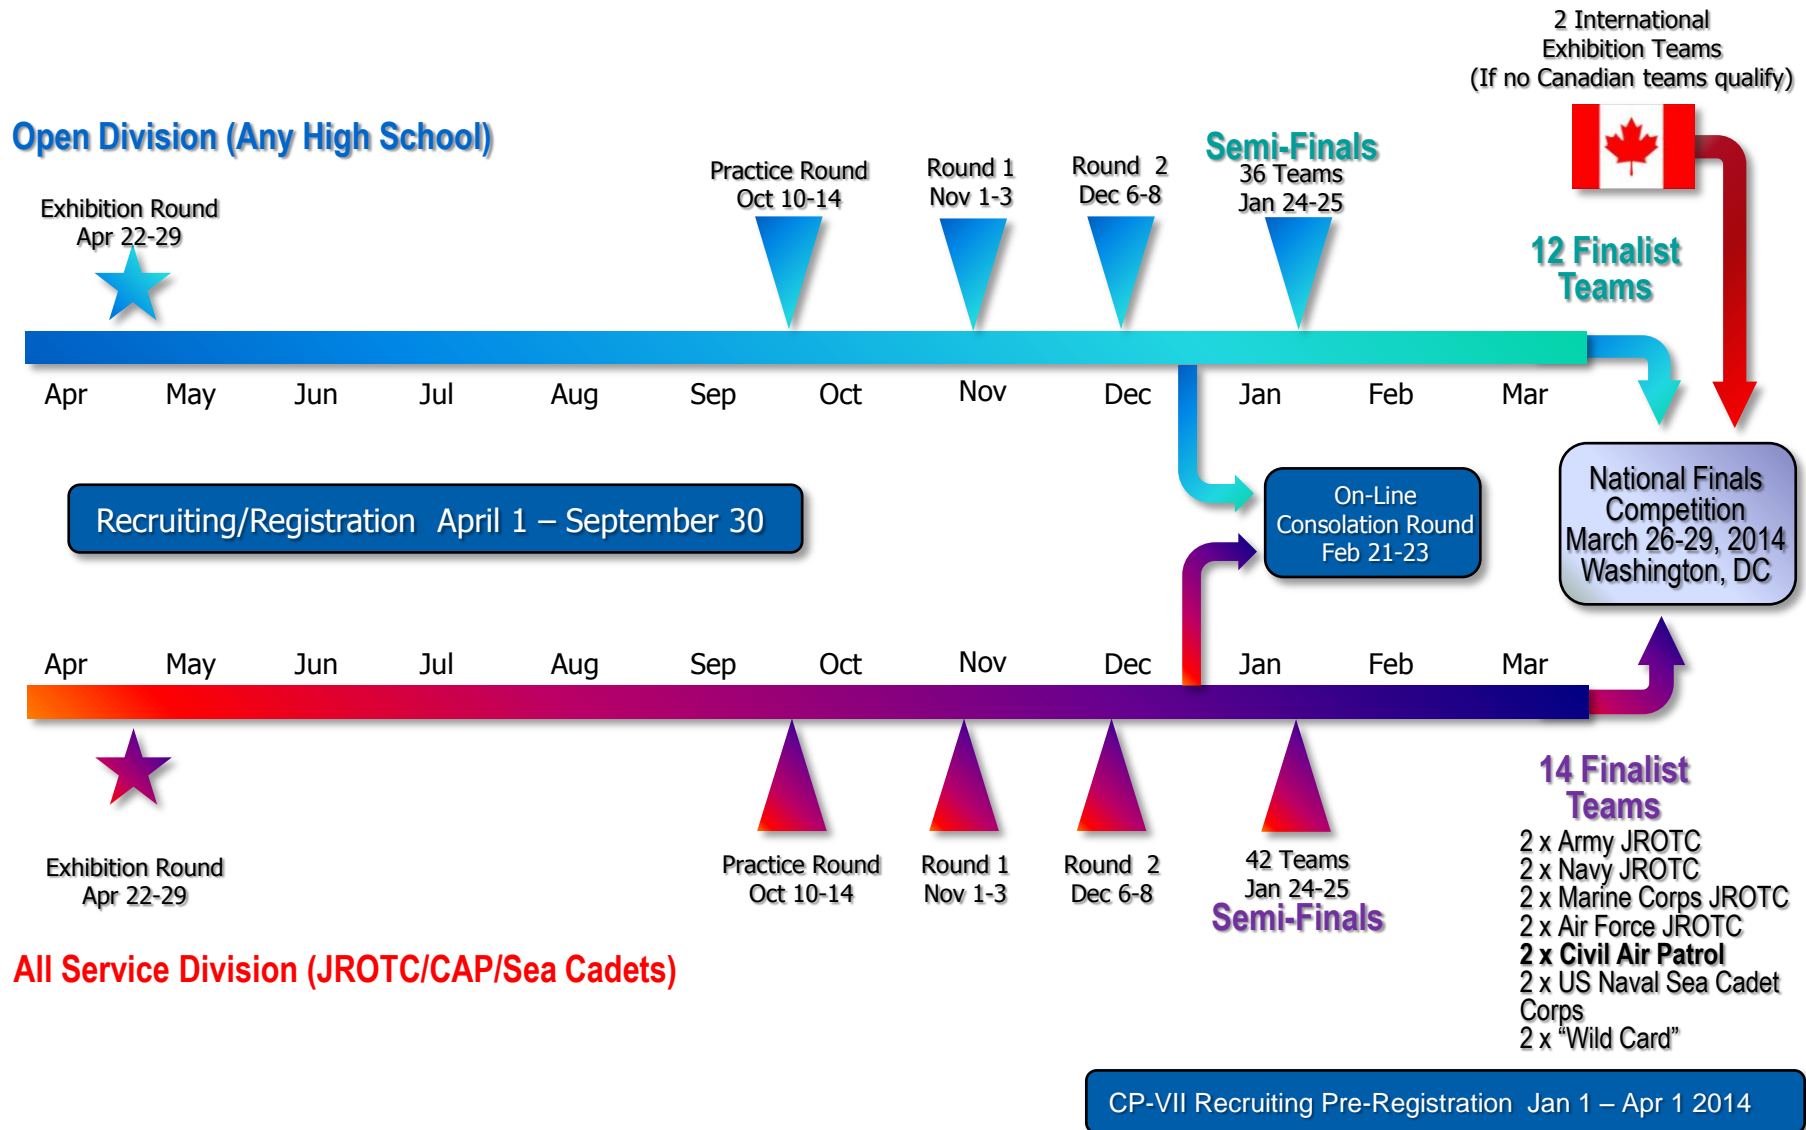 2 International
Exhibition Teams
(If no Canadian teams qualify)
Open Division (Any High School)
Exhibition Round
Apr 22-29
Practice Round
Oct 10-14
Round 1
Nov 1-3
Round  2
Dec 6-8
Semi-Finals
36 Teams
Jan 24-25
12 Finalist
Teams
Apr May Jun Jul Aug Sep Oct Nov Dec Jan Feb Mar
Recruiting/Registration  April 1 – September 30
On-Line
Consolation Round
Feb 21-23
National Finals
Competition
March 26-29, 2014
Washington, DC
Apr May Jun Jul Aug Sep Oct Nov Dec Jan Feb Mar
Exhibition Round
Apr 22-29
Practice Round
Oct 10-14
Round 1
Nov 1-3
Round  2
Dec 6-8
42 Teams
Jan 24-25
Semi-Finals
14 Finalist
Teams
2 x Army JROTC
2 x Navy JROTC
2 x Marine Corps JROTC
2 x Air Force JROTC
2 x Civil Air Patrol
2 x US Naval Sea Cadet
Corps
2 x “Wild Card”
All Service Division (JROTC/CAP/Sea Cadets)
CP-VII Recruiting Pre-Registration  Jan 1 – Apr 1 2014